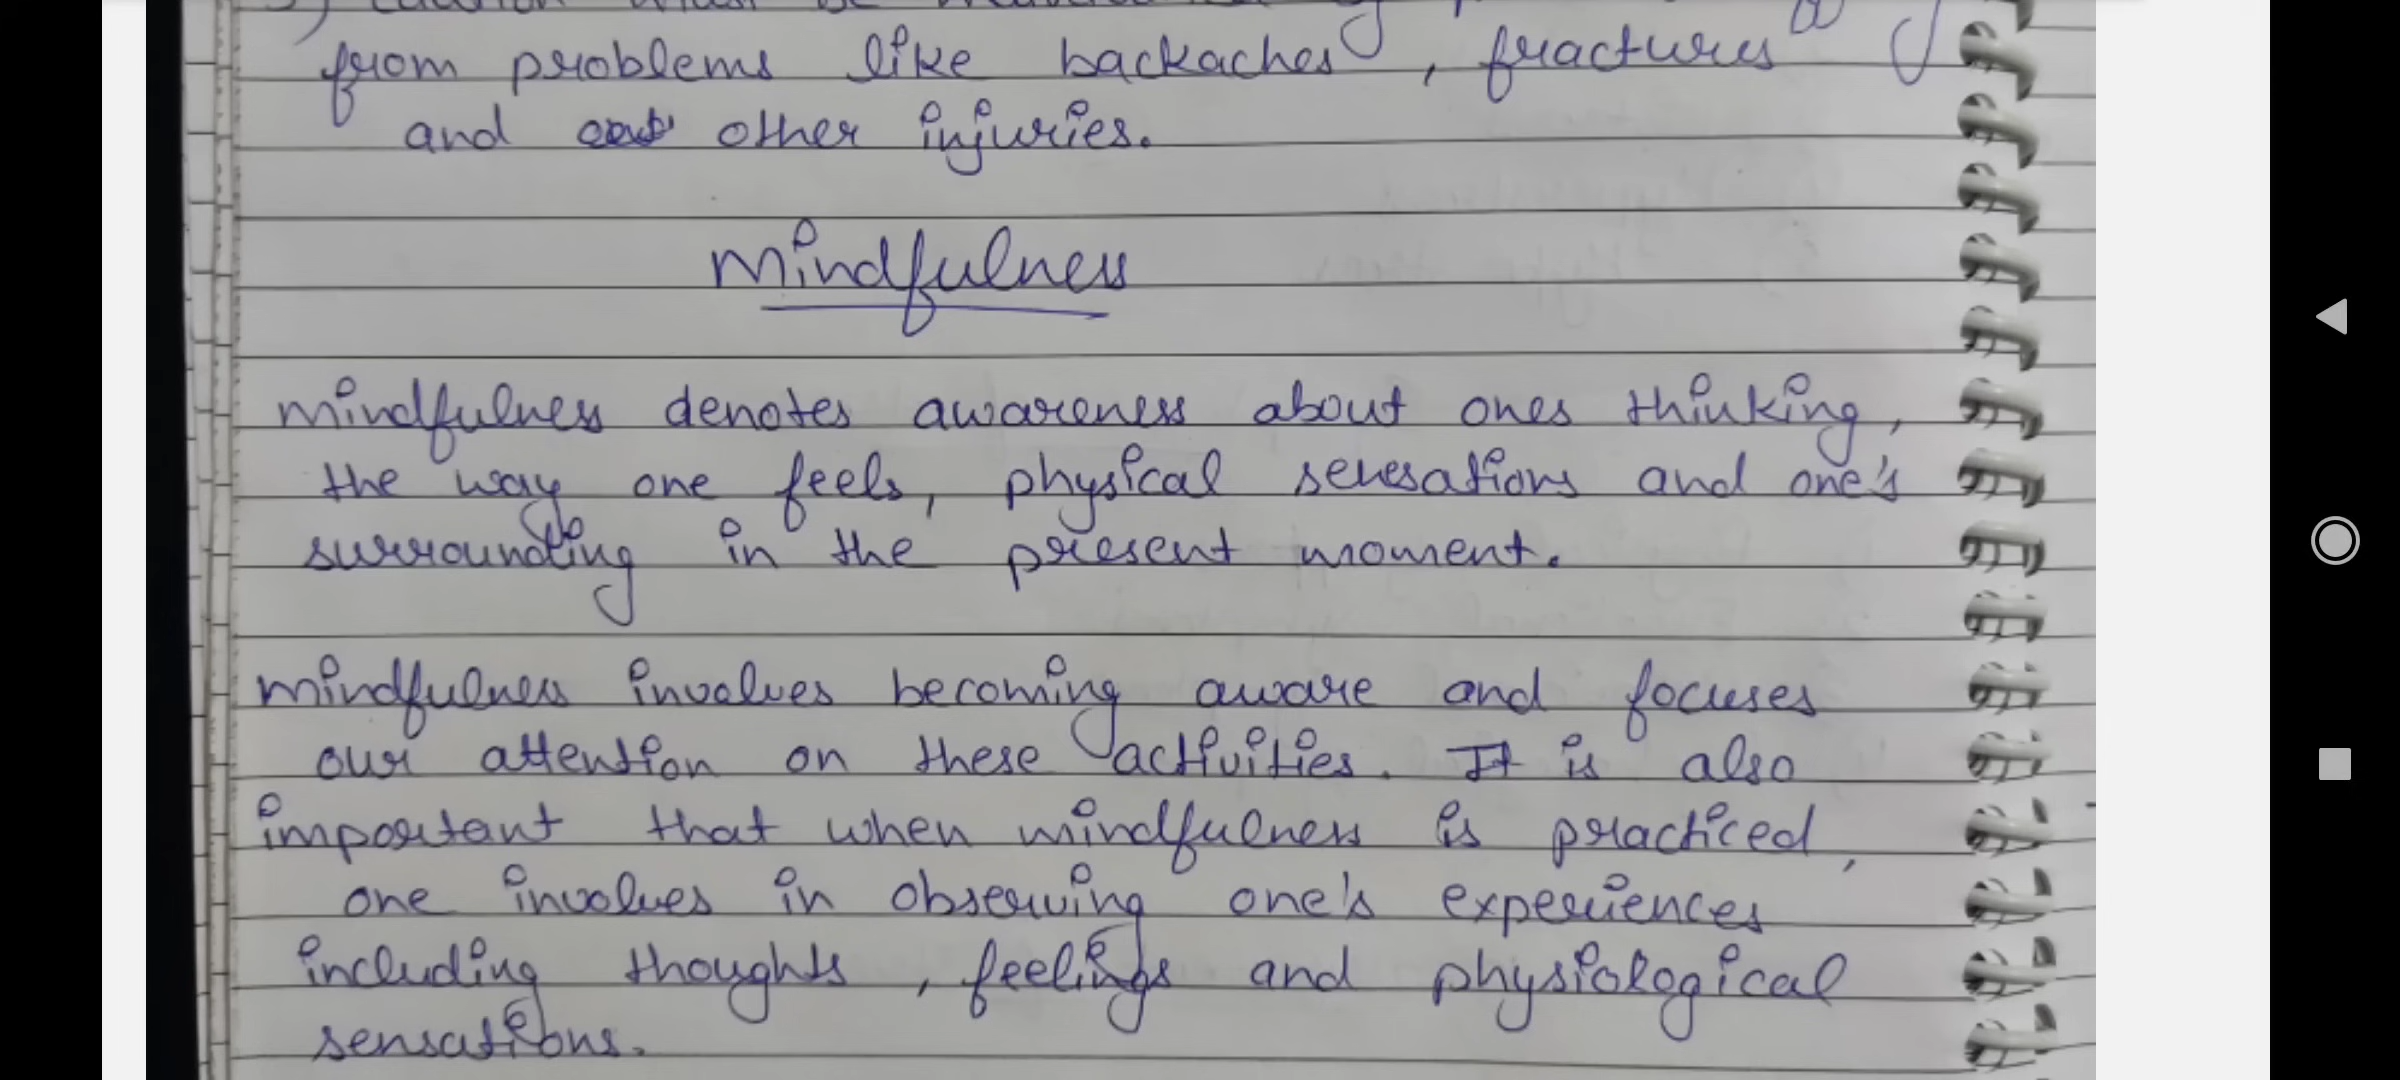 from problems like backaches, fractures
and other injuries.
Mindfulness
mindfulness denotes awareness about ones thinking,
the way one feels, physical sensations and one's
surrounding in the present moment.
mindfulness involves becoming aware and focuses
our attention on these activities. It is also
important that when mindfulness is practiced,
one involves in observing one's experiences
including thoughts, feelings and physiological
sensations.